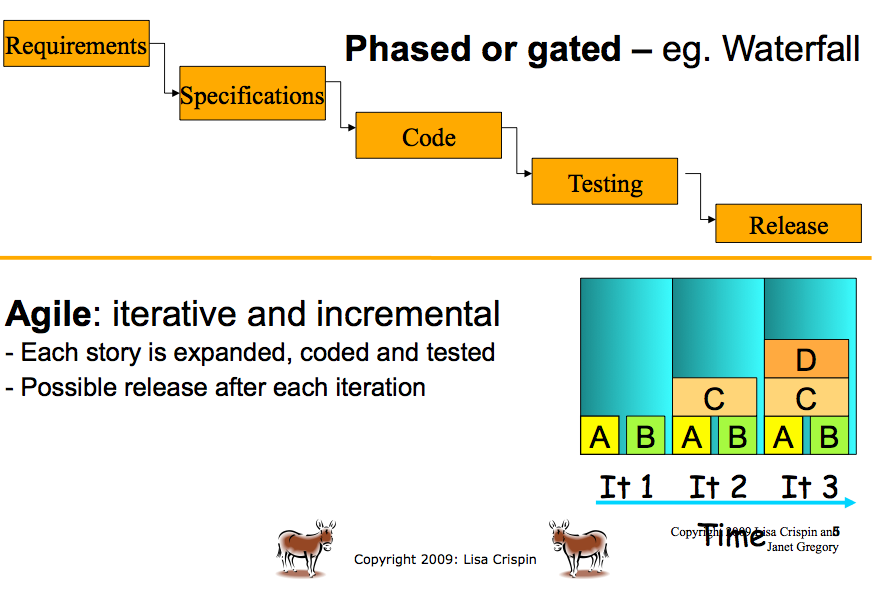 Phased or gated – eg. Waterfall
Requirements
Specifications
Code
Testing
Release
Agile: iterative and incremental
- Each story is expanded, coded and tested
- Possible release after each iteration
D
C C
A B A B A B
It 1 It 2 It 3
Time
Copyright 2009 Lisa Crispin and
Janet Gregory
5
Copyright 2009: Lisa Crispin